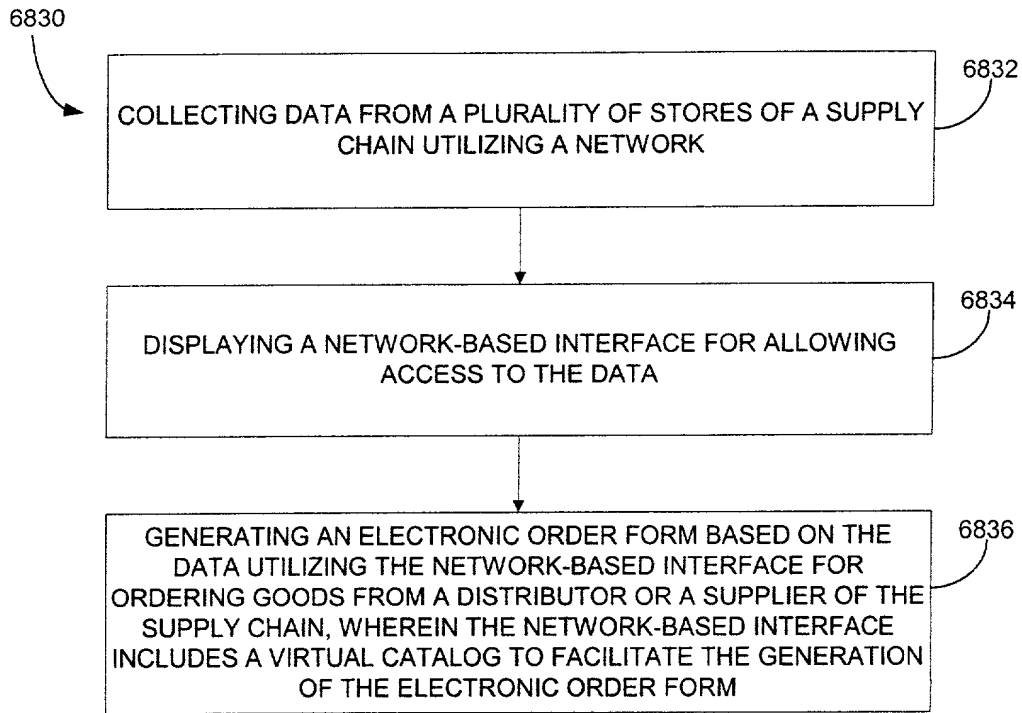 6830
6832
COLLECTING DATA FROM A PLURALITY OF STORES OF A SUPPLY
CHAIN UTILIZING A NETWORK
6834
DISPLAYING A NETWORK-BASED INTERFACE FOR ALLOWING
ACCESS TO THE DATA
6836
GENERATING AN ELECTRONIC ORDER FORM BASED ON THE
DATA UTILIZING THE NETWORK-BASED INTERFACE FOR
ORDERING GOODS FROM A DISTRIBUTOR OR A SUPPLIER OF THE
SUPPLY CHAIN, WHEREIN THE NETWORK-BASED INTERFACE
INCLUDES A VIRTUAL CATALOG TO FACILITATE THE GENERATION
OF THE ELECTRONIC ORDER FORM